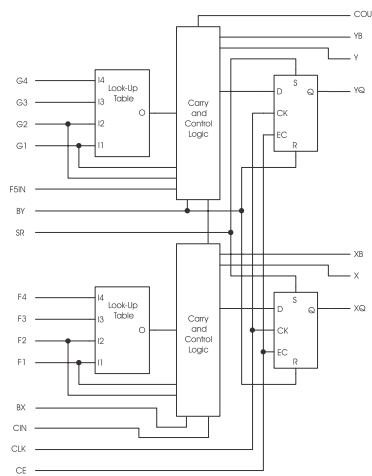 COU
YB
Y
G4
G3
G2
G1
I4
I3
I2
I1
Look-Up
Table
O
Carry
and
Control
Logic
S
D
Q
CK
EC
R
YQ
F5IN
BY
SR
XB
X
F4
F3
F2
F1
I4
I3
I2
I1
Look-Up
Table
O
Carry
and
Control
Logic
S
D
Q
CK
EC
R
XQ
BX
CIN
CLK
CE